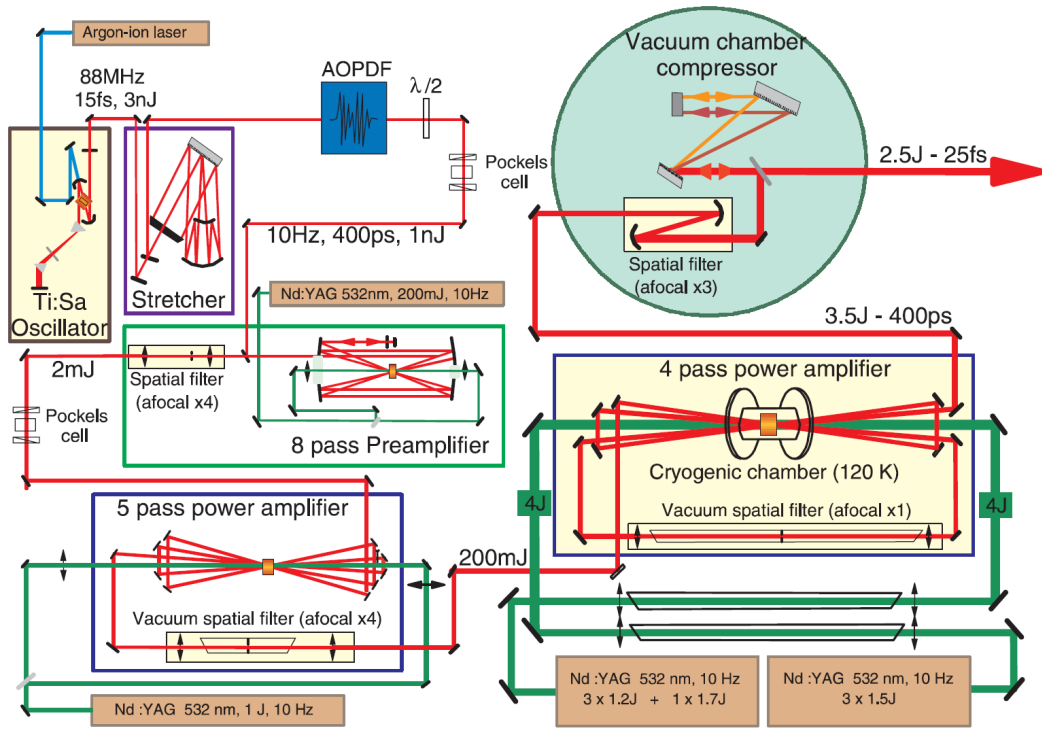 Argon-ion laser
88MHz
15fs, 3nJ
AOPDF
λ/2
Pockels
cell
Vacuum chamber
compressor
2.5J - 25fs
Spatial filter
(afocal x3)
Ti:Sa
Oscillator
Stretcher
10Hz, 400ps, 1nJ
Nd:YAG 532nm, 200mJ, 10Hz
3.5J - 400ps
2mJ
Spatial filter
(afocal x4)
8 pass Preamplifier
Pockels
cell
4 pass power amplifier
Cryogenic chamber (120 K)
4J
4J
Vacuum spatial filter (afocal x1)
5 pass power amplifier
200mJ
Vacuum spatial filter (afocal x4)
Nd:YAG 532 nm, 1 J, 10 Hz
Nd :YAG 532 nm, 10 Hz
3 x 1.2J + 1 x 1.7J
Nd :YAG 532 nm, 10 Hz
3 x 1.5J